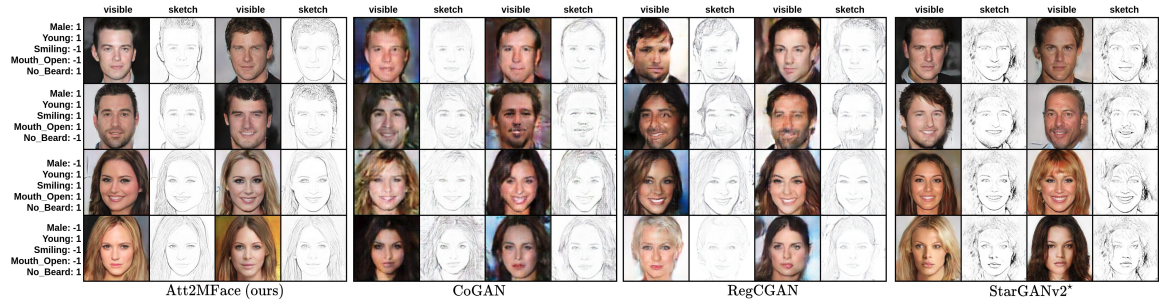 visible sketch visible sketch visible sketch visible sketch visible sketch visible sketch visible sketch visible sketch
Male: 1
Young: 1
Smiling: -1
Mouth_Open: -1
No_Beard: 1
Male: 1
Young: 1
Smiling: 1
Mouth_Open: 1
No_Beard: -1
Male: -1
Young: 1
Smiling: 1
Mouth_Open: 1
No_Beard: 1
Male: -1
Young: 1
Smiling: -1
Mouth_Open: -1
No_Beard: 1
Att2MFace (ours) CoGAN RegCGAN StarGANv2*